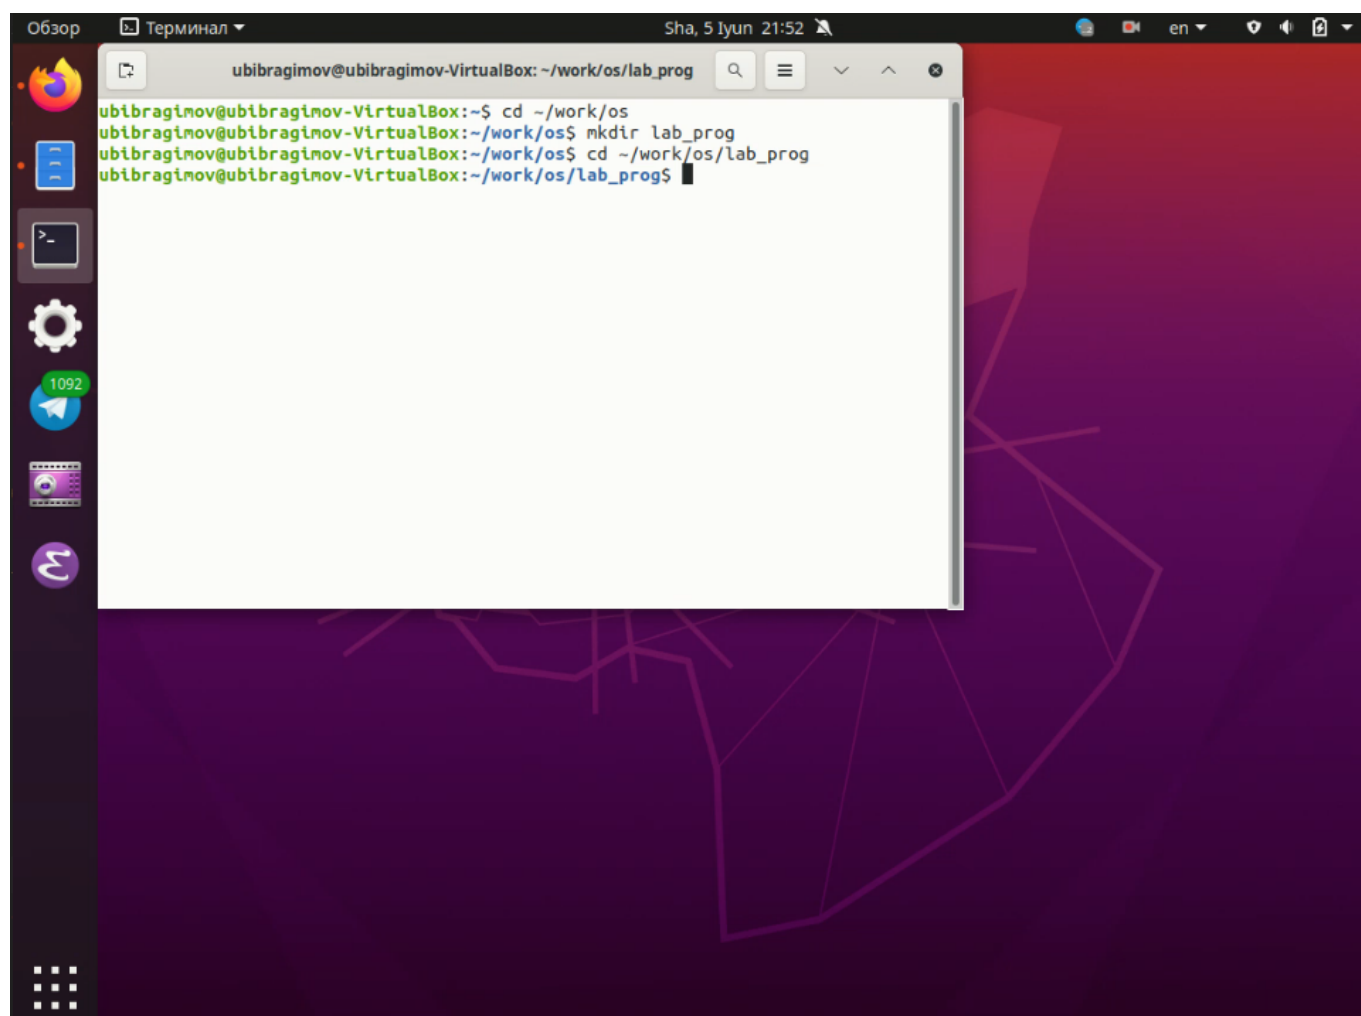 Обзор
Терминал
Sha, 5 Iyun 21:52
en
ubibragimov@ubibragimov-VirtualBox: ~/work/os/lab_prog
ubibragimov@ubibragimov-VirtualBox:~$ cd ~/work/os
ubibragimov@ubibragimov-VirtualBox:~/work/os$ mkdir lab_prog
ubibragimov@ubibragimov-VirtualBox:~/work/os$ cd ~/work/os/lab_prog
ubibragimov@ubibragimov-VirtualBox:~/work/os/lab_prog$
1092